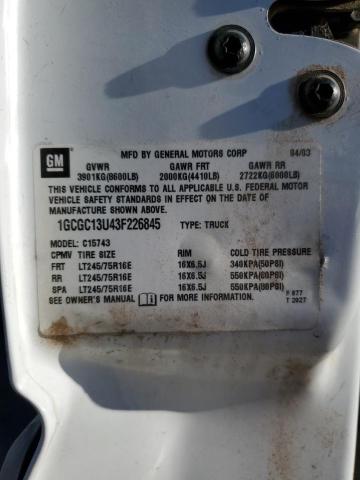 MFD BY GENERAL MOTORS CORP 04/03
GM
GVWR GAWR FRT GAWR RR
3901KG(8600LB) 2000KG(4410LB) 2722KG(6000LB)
THIS VEHICLE CONFORMS TO ALL APPLICABLE U.S. FEDERAL MOTOR
VEHICLE SAFETY STANDARDS IN EFFECT ON THE DATE OF
MANUFACTURE SHOWN ABOVE.
1GCGC13U43F226845 TYPE: TRUCK
MODEL: C15743
CPMV TIRE SIZE RIM COLD TIRE PRESSURE
FRT LT245/75R16E 16X6.5J 340KPA(50PSI)
RR LT245/75R16E 16X6.5J 550KPA(80PSI)
SPA LT245/75R16E 16X6.5J 550KPA(80PSI)
SEE OWNER'S MANUAL FOR MORE INFORMATION.
F 877
T 2927